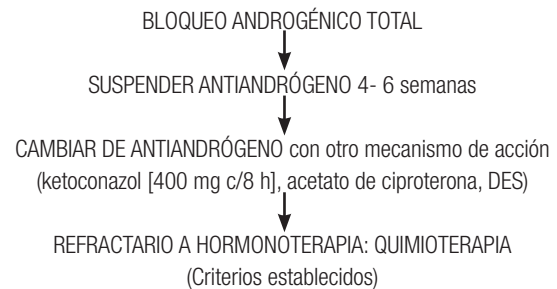 BLOQUEO ANDROGÉNICO TOTAL
SUSPENDER ANTIANDRÓGENO 4- 6 semanas
CAMBIAR DE ANTIANDRÓGENO con otro mecanismo de acción
(ketoconazol [400 mg c/8 h], acetato de ciproterona, DES)
REFRACTARIO A HORMONOTERAPIA: QUIMIOTERAPIA
(Criterios establecidos)